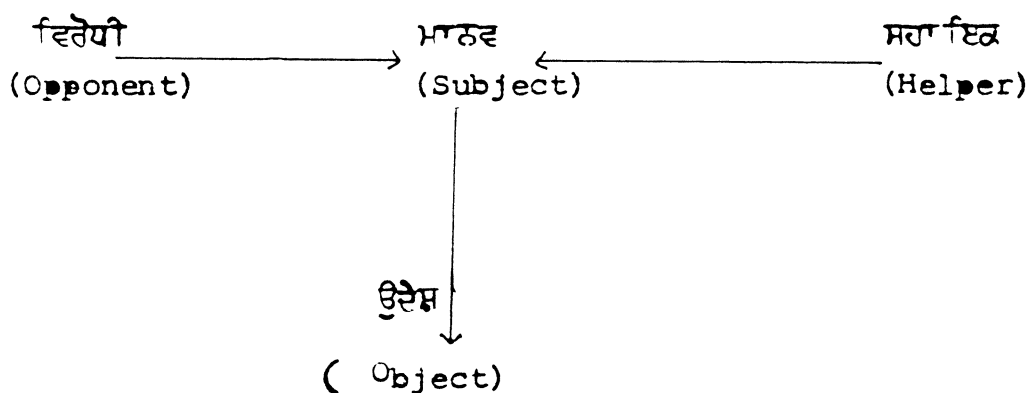 ਵਿਰੋਧੀ ਮਾਨਵ ਸਹਾਇਕ
(Opponent) (Subject) (Helper)
ਉਦੇਸ਼
( Object)